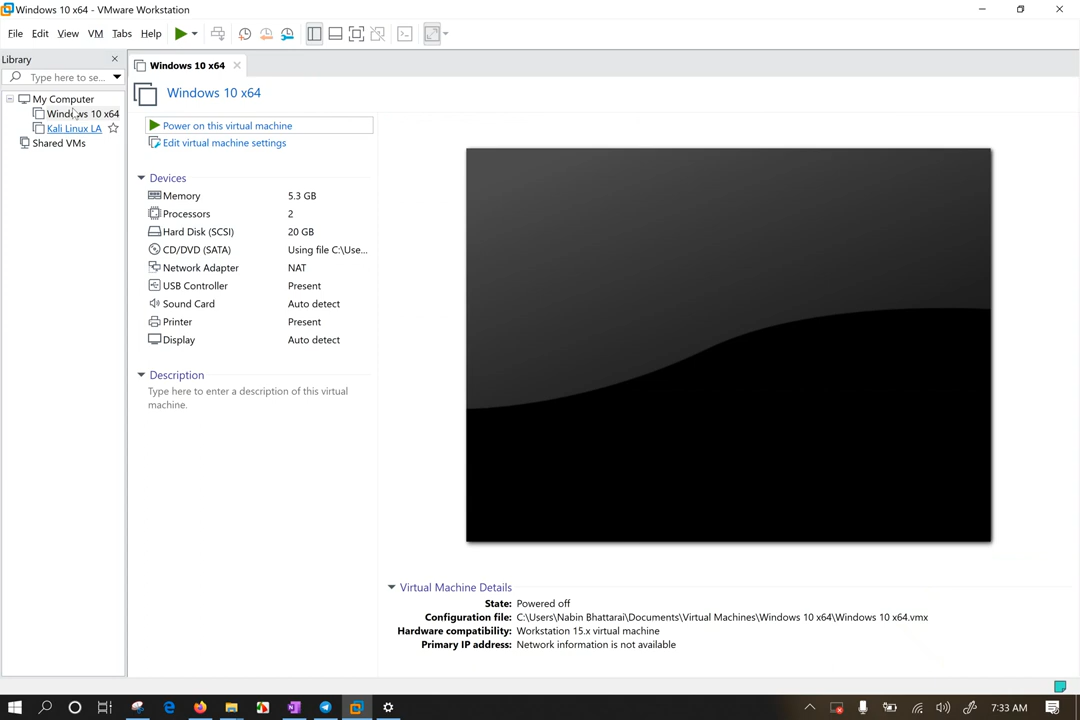 Windows 10 x64 - VMware Workstation
File Edit View VM Tabs Help
Library
Type here to se...
My Computer
Windows 10 x64
Kali Linux LA
Shared VMs
Windows 10 x64
Windows 10 x64
Power on this virtual machine
Edit virtual machine settings
Devices
Memory 5.3 GB
Processors 2
Hard Disk (SCSI) 20 GB
CD/DVD (SATA) Using file C:\Use...
Network Adapter NAT
USB Controller Present
Sound Card Auto detect
Printer Present
Display Auto detect
Description
Type here to enter a description of this virtual
machine.
Virtual Machine Details
State: Powered off
Configuration file: C:\Users\Nabin Bhattarai\Documents\Virtual Machines\Windows 10 x64\Windows 10 x64.vmx
Hardware compatibility: Workstation 15.x virtual machine
Primary IP address: Network information is not available
7:33 AM